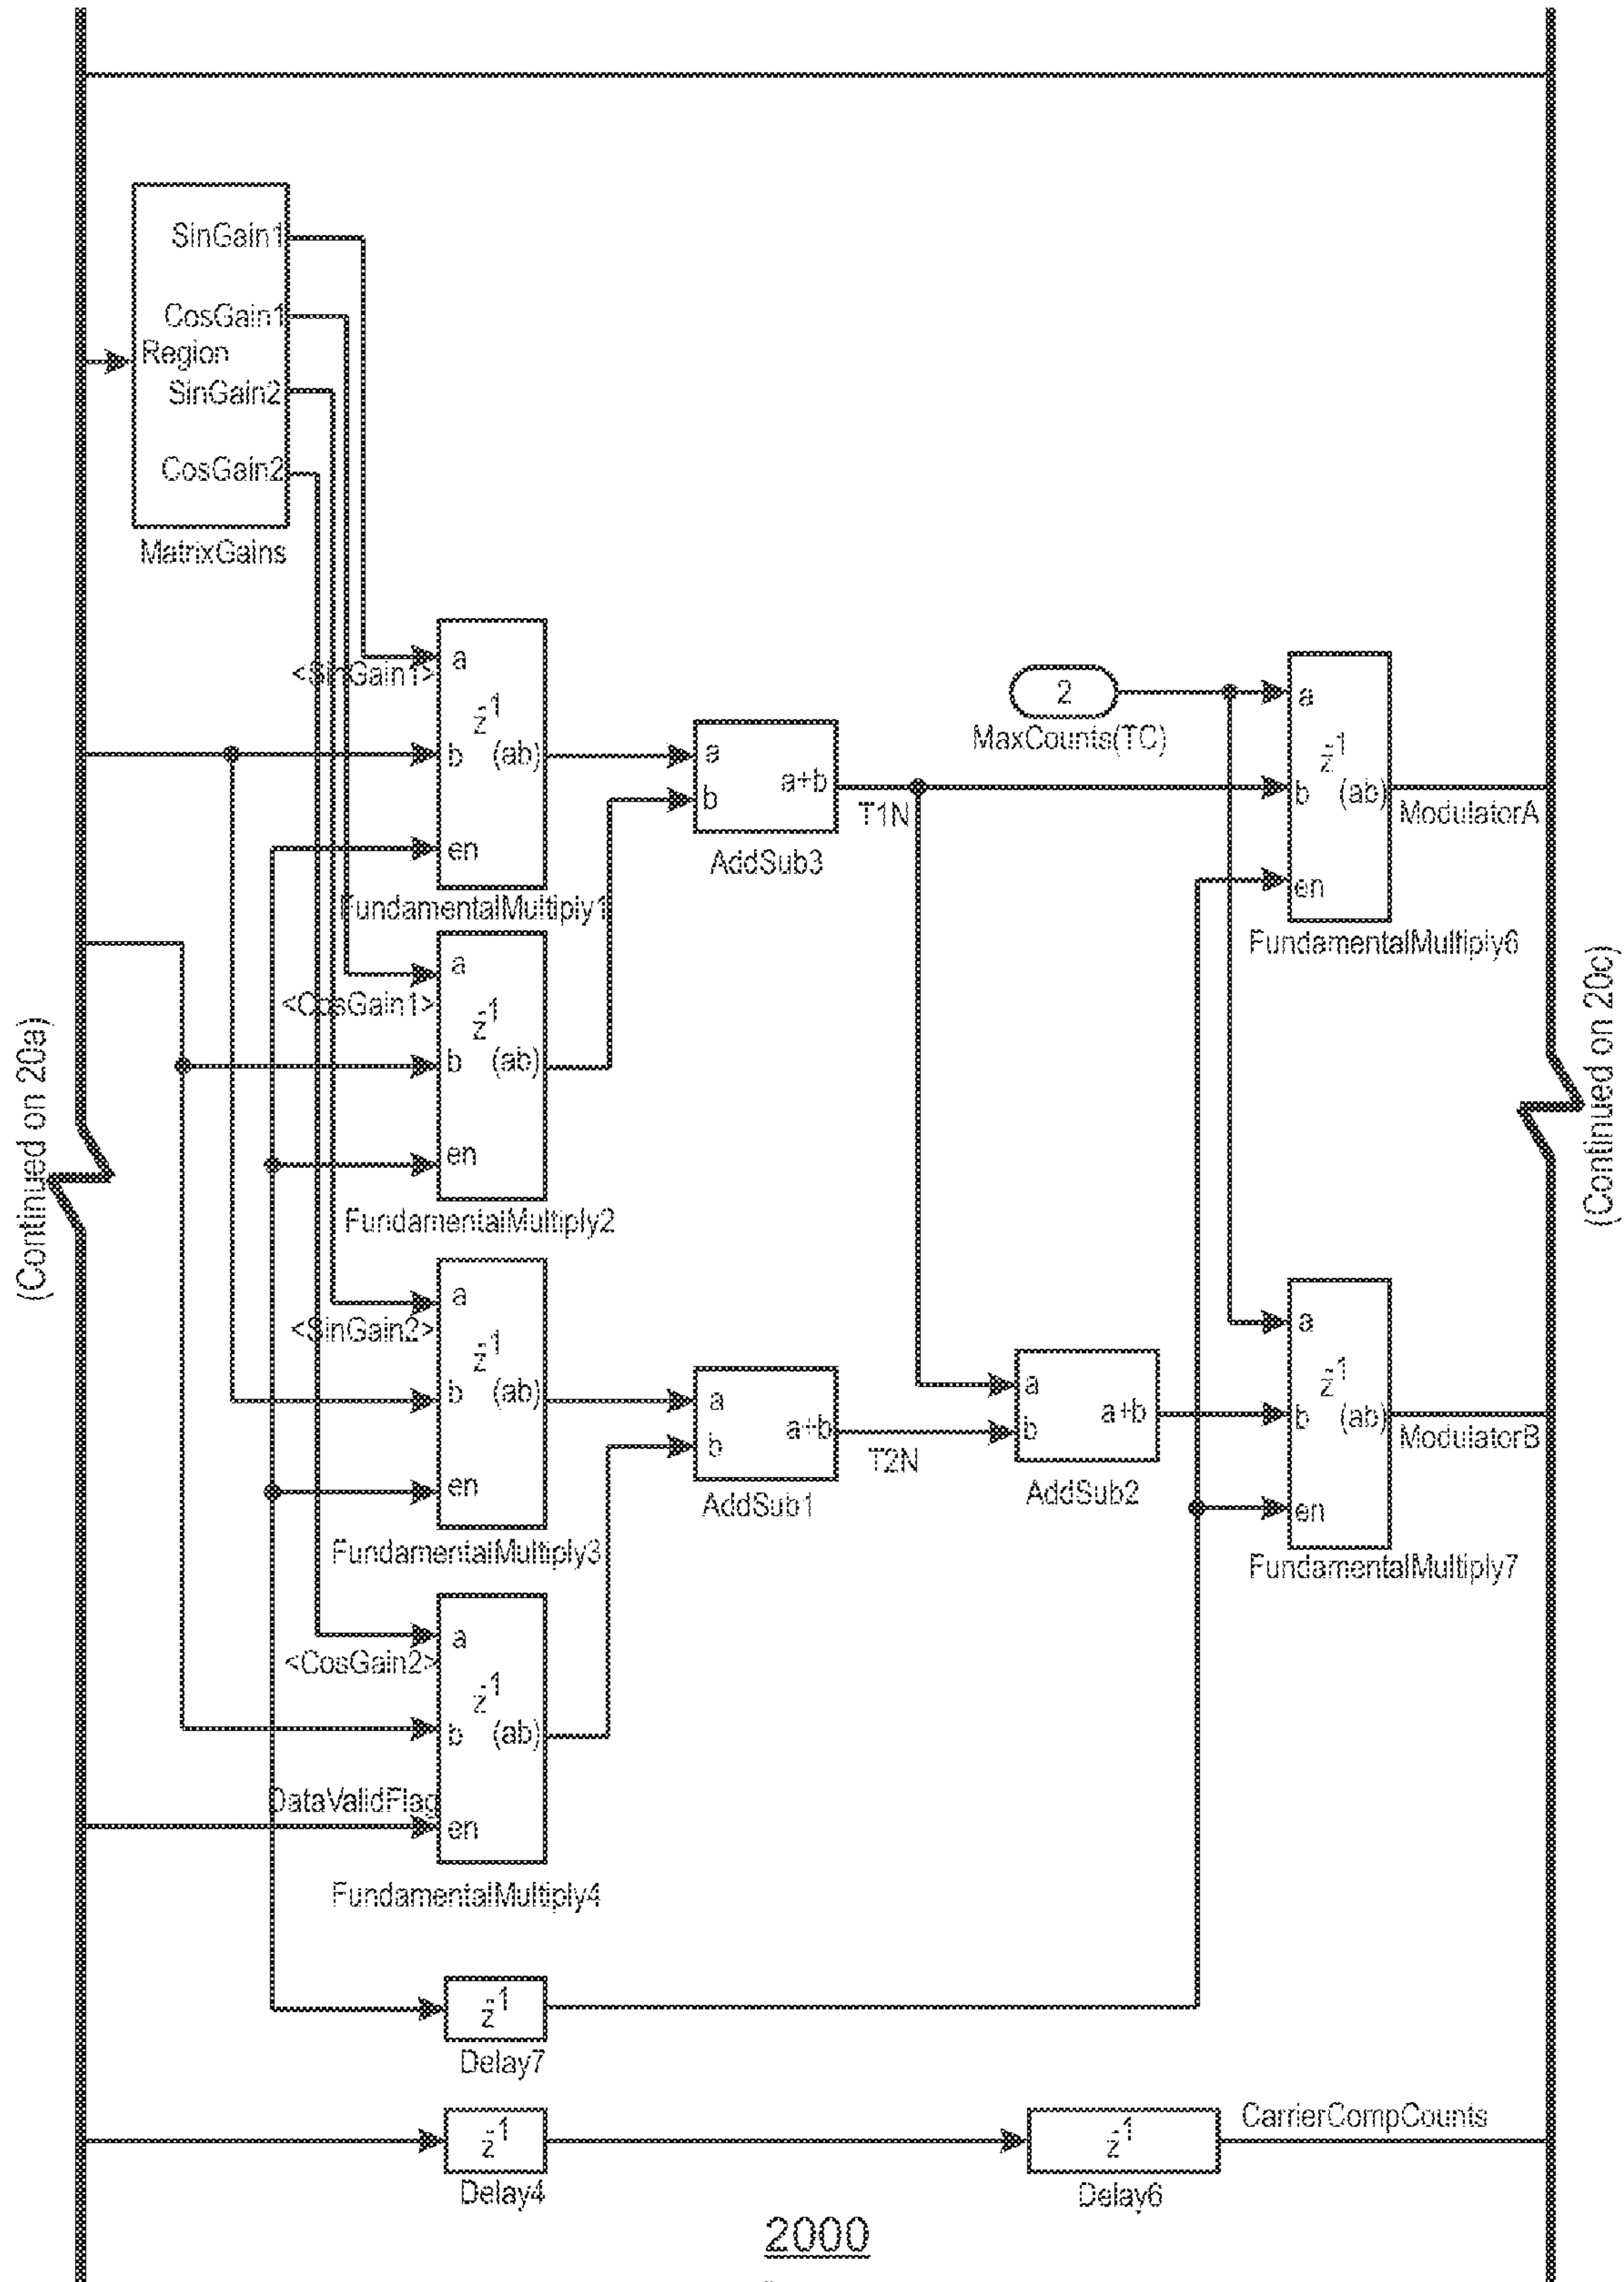 (Continued on 20a)
SinGain1
CosGain1
Region
SinGain2
CosGain2
MatrixGains
<SinGain1>
a
z-1
b
(ab)
en
FundamentalMultiply1
<CosGain1>
a
z-1
b
(ab)
en
FundamentalMultiply2
<SinGain2>
a
z-1
b
(ab)
en
FundamentalMultiply3
<CosGain2>
a
z-1
b
(ab)
DataValidFlag
en
FundamentalMultiply4
a
b
a+b
AddSub3
T1N
a
b
a+b
AddSub1
T2N
2
MaxCounts(TC)
a
b
a+b
AddSub2
a
z-1
b
(ab)
en
FundamentalMultiply6
ModulatorA
a
z-1
b
(ab)
en
FundamentalMultiply7
ModulatorB
z-1
Delay7
z-1
Delay4
z-1
Delay6
CarrierCompCounts
(Continued on 20c)
2000